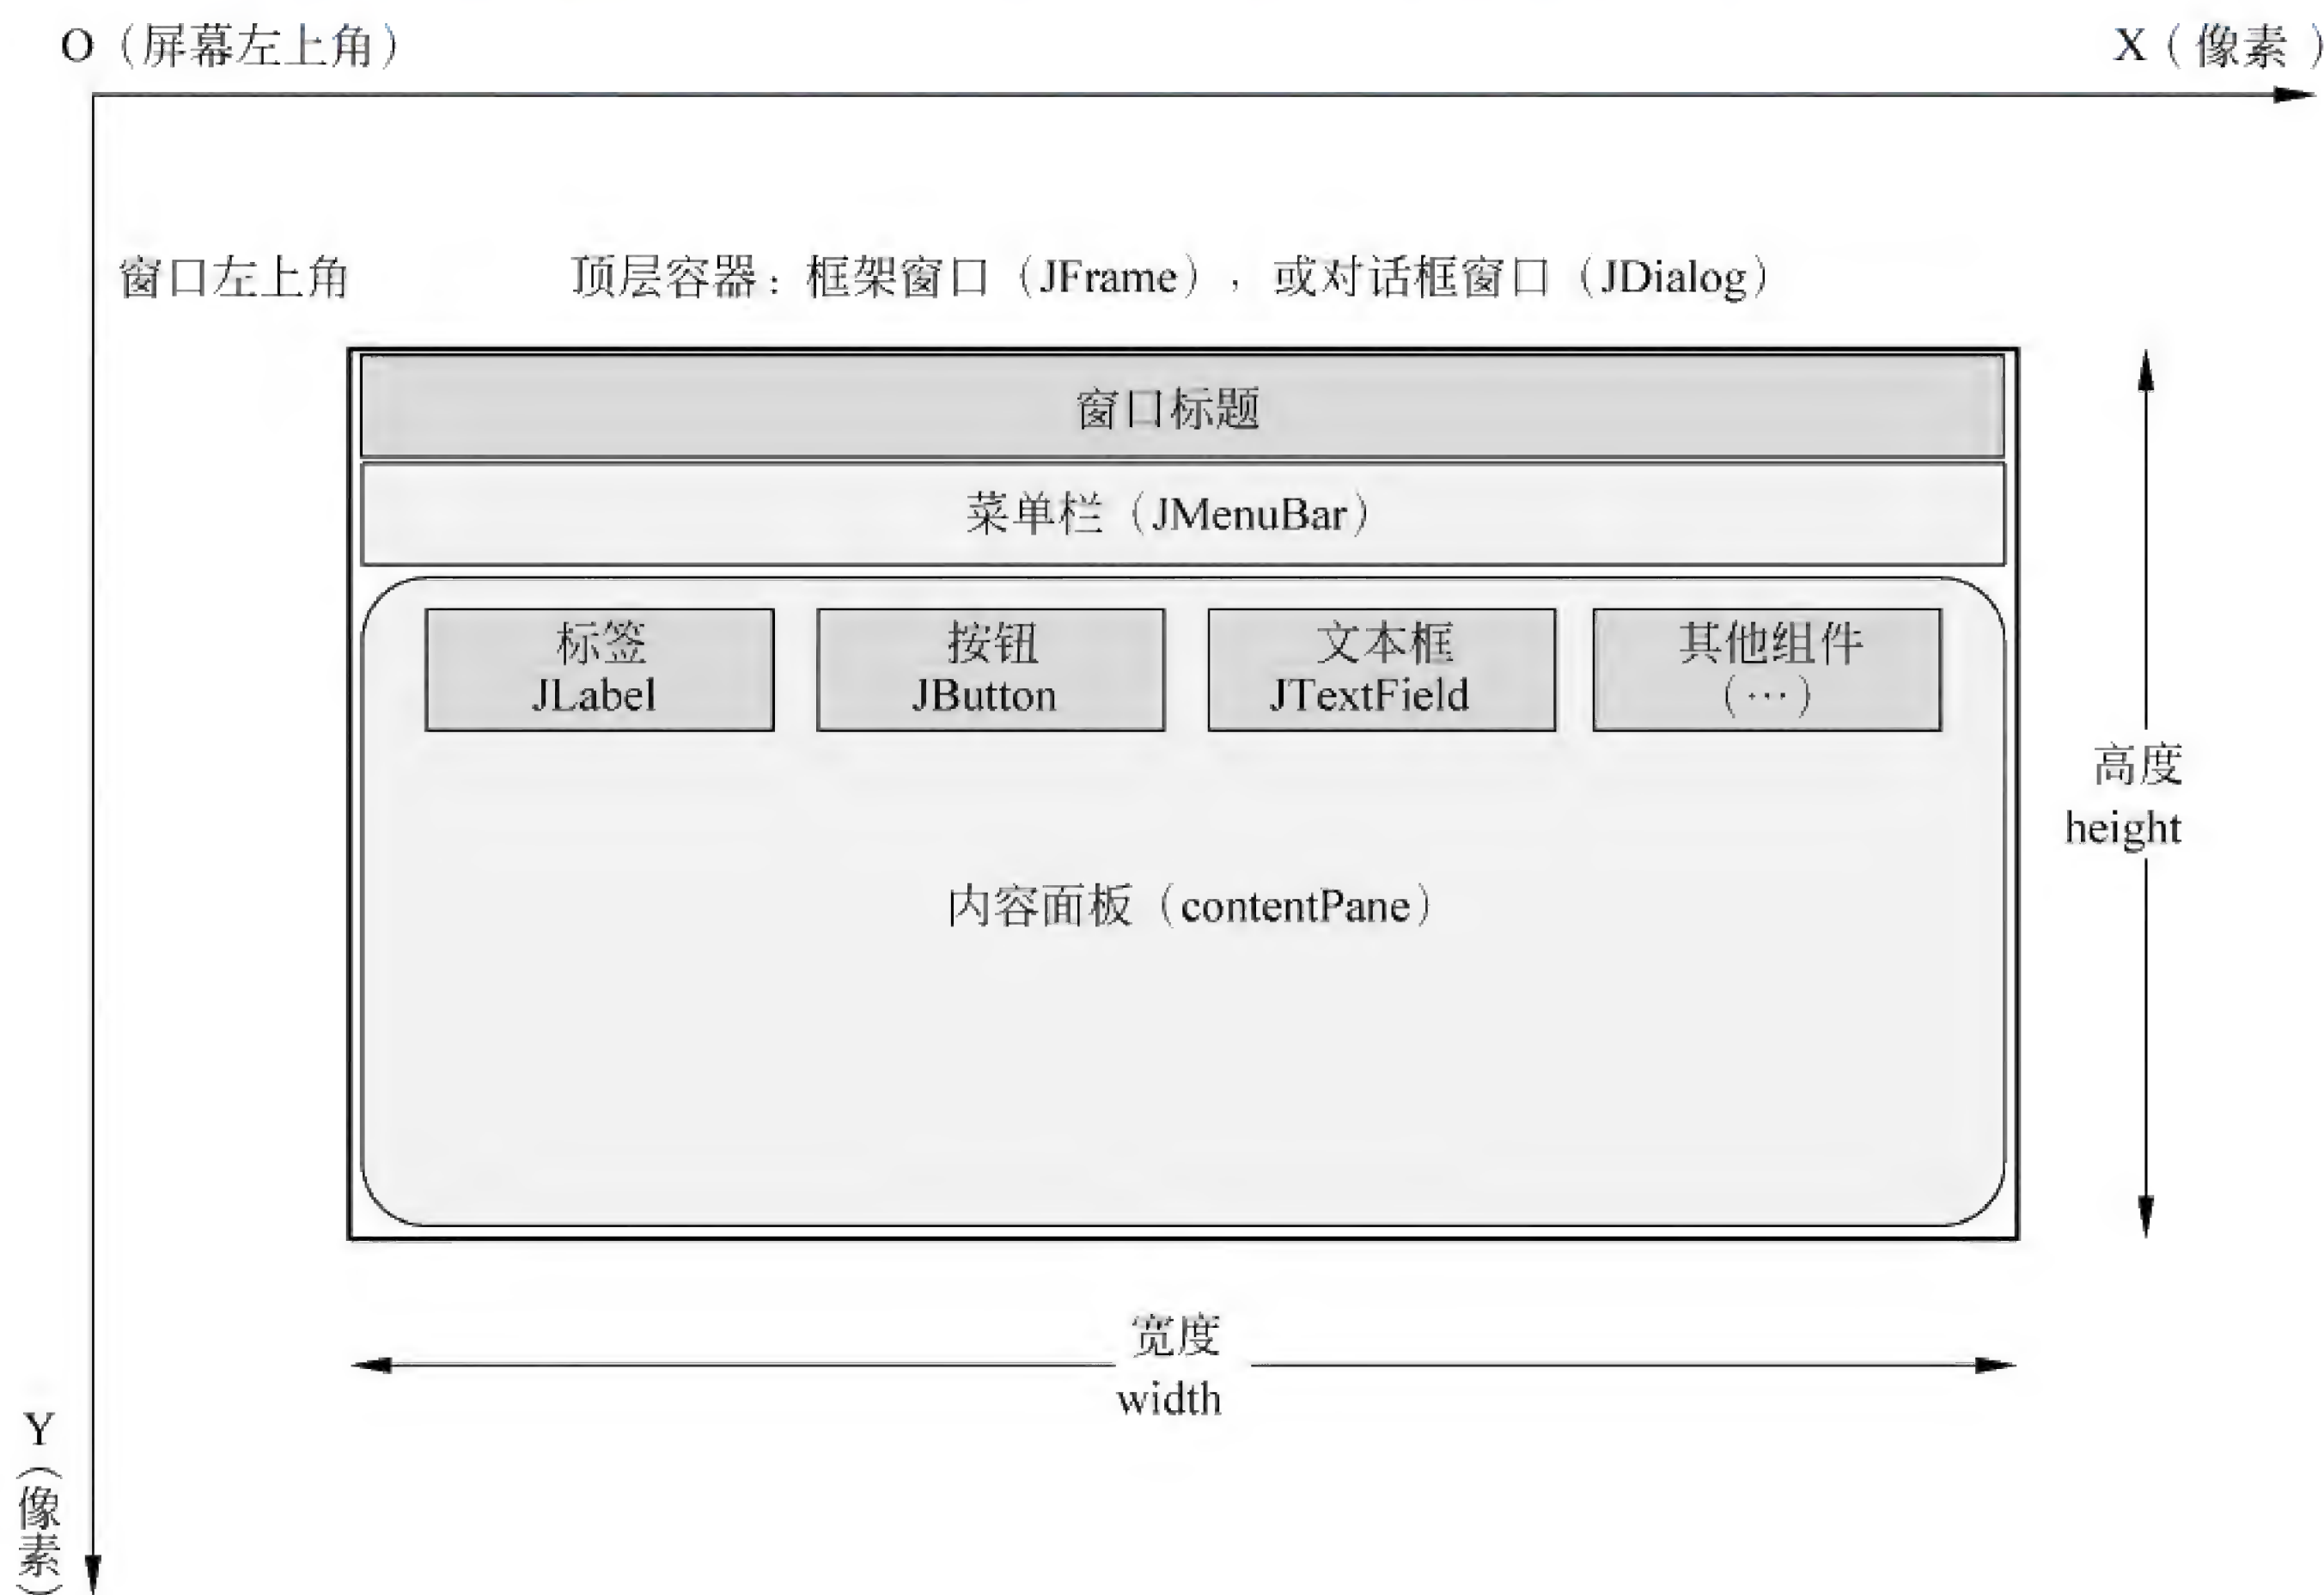 O（屏幕左上角）
X（像素）
窗口左上角
顶层容器：框架窗口（JFrame），或对话框窗口（JDialog）
窗口标题
菜单栏（JMenuBar）
标签
JLabel
按钮
JButton
文本框
JTextField
其他组件
（…）
高度
height
内容面板（contentPane）
宽度
width
Y（像素）